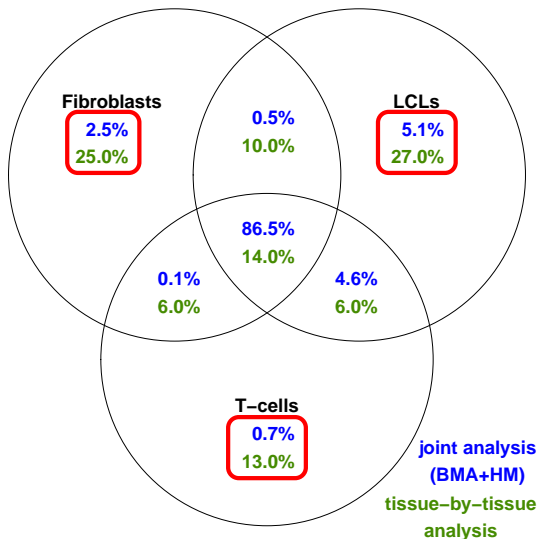 Fibroblasts
2.5%
25.0%
0.5%
10.0%
LCLs
5.1%
27.0%
86.5%
14.0%
0.1%
6.0%
4.6%
6.0%
T−cells
0.7%
13.0%
joint analysis
(BMA+HM)
tissue−by−tissue
analysis